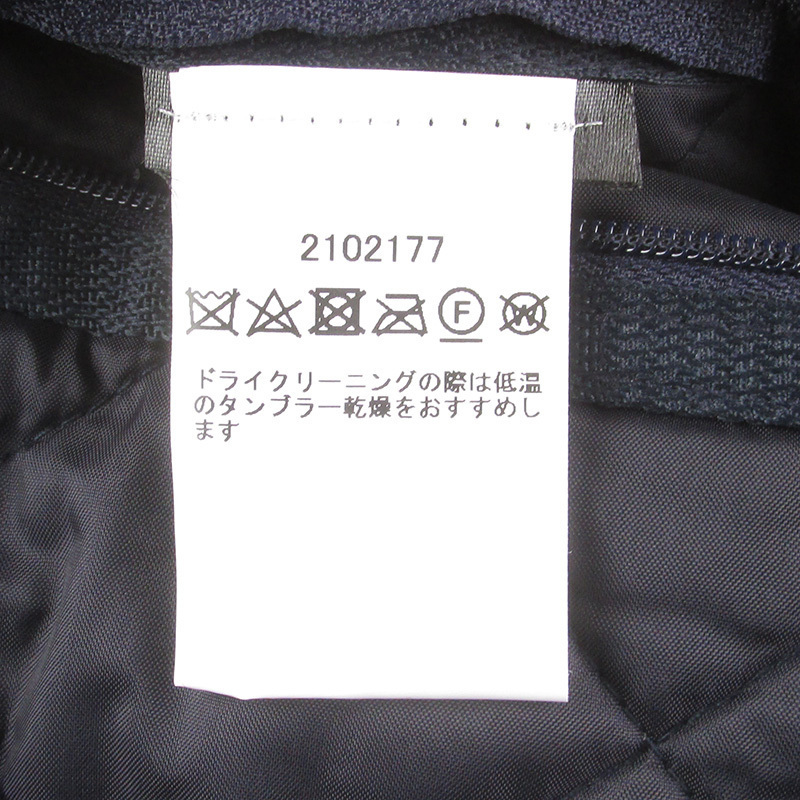 2102177
F
W
ドライクリーニングの際は低温
のタンブラー乾燥をおすすめし
ます